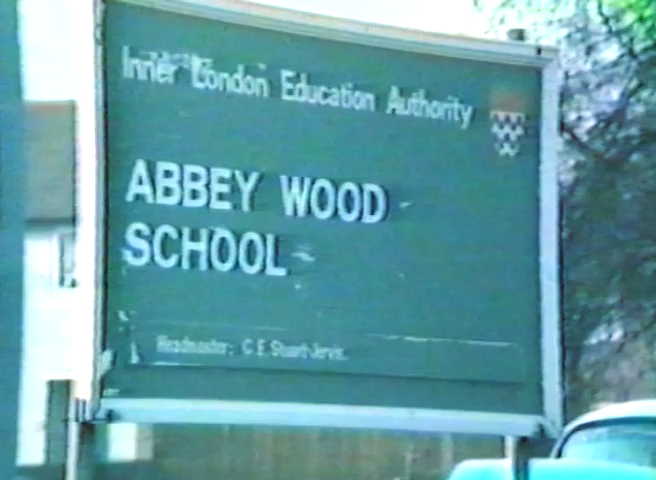 Inner London Education Authority
ABBEY WOOD
SCHOOL
Headmaster: C. E. Stuart-Jervis.